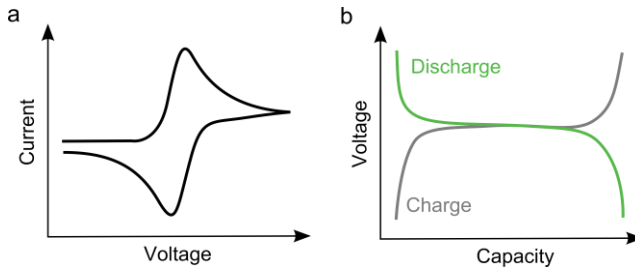 a
Current
Voltage
b
Discharge
Charge
Voltage
Capacity